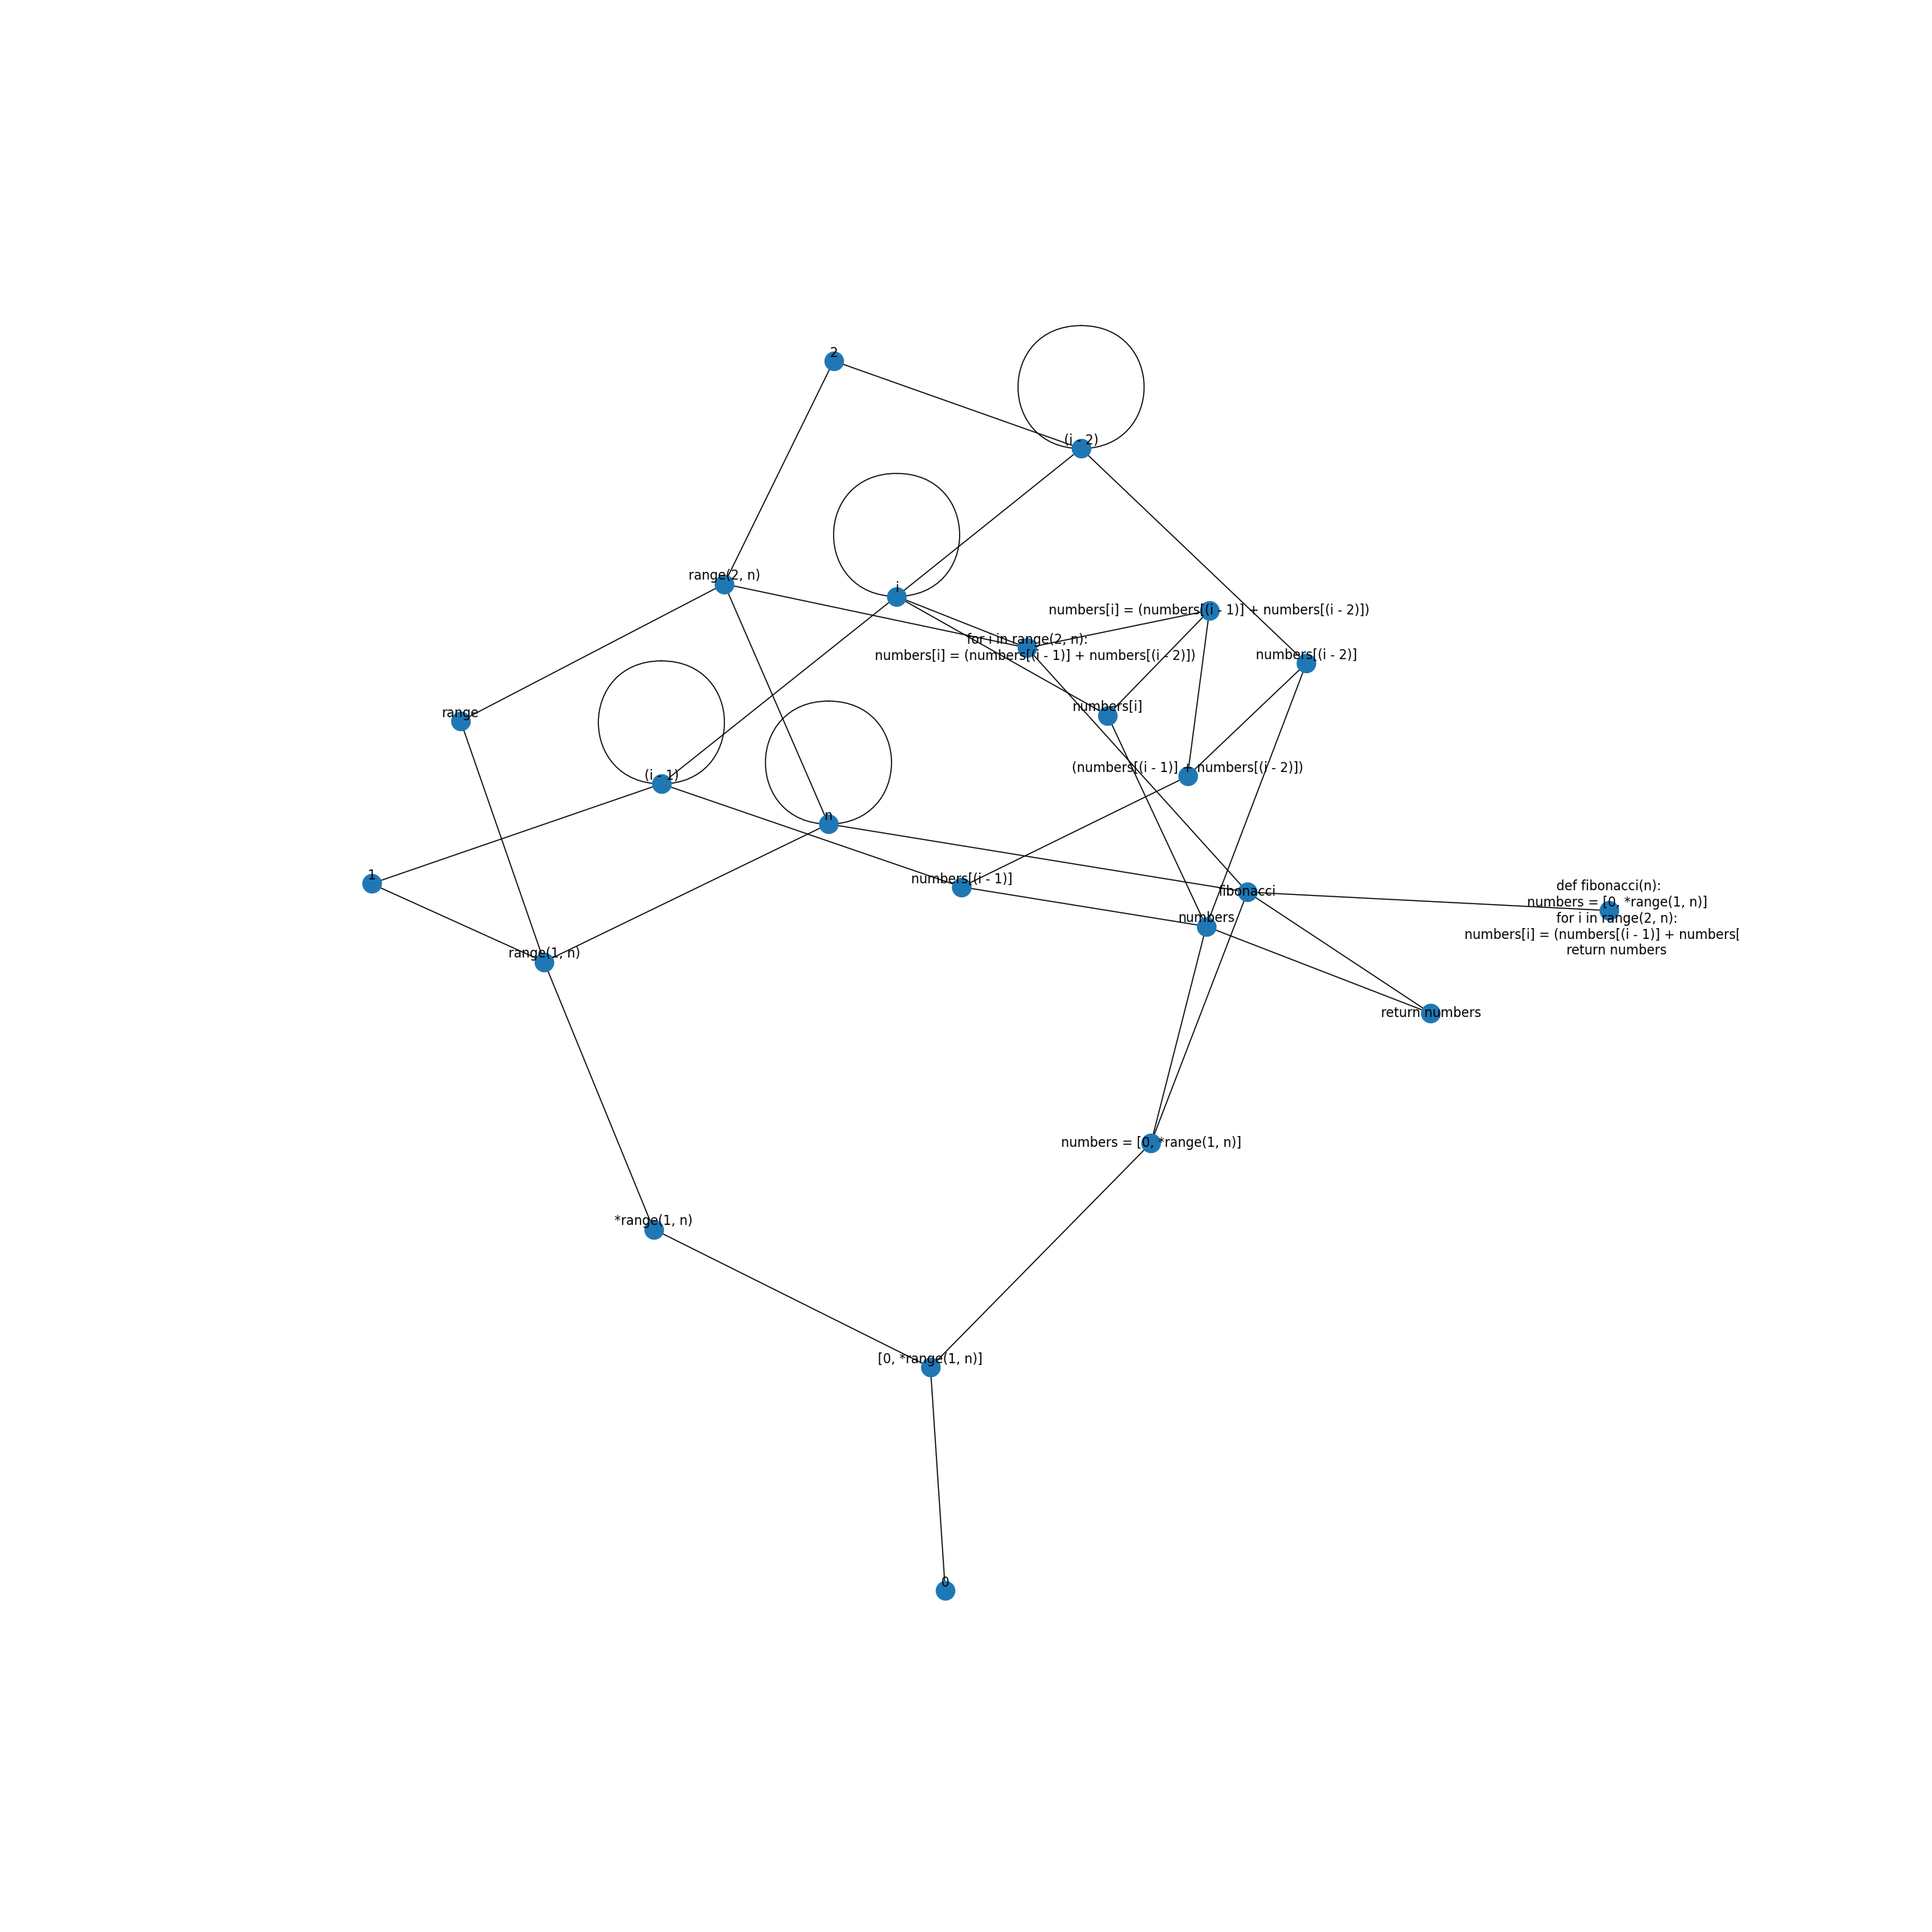 2
(i - 2)
range(2, n)
i
numbers[i] = (numbers[(i - 1)] + numbers[(i - 2)])
for i in range(2, n):
numbers[i] = (numbers[(i - 1)] + numbers[(i - 2)])
numbers[(i - 2)]
range
numbers[i]
(numbers[(i - 1)] + numbers[(i - 2)])
(i - 1)
n
1
numbers[(i - 1)]
fibonacci
def fibonacci(n):
numbers = [0, *range(1, n)]
for i in range(2, n):
numbers[i] = (numbers[(i - 1)] + numbers[
return numbers
numbers
range(1, n)
return numbers
numbers = [0, *range(1, n)]
*range(1, n)
[0, *range(1, n)]
0